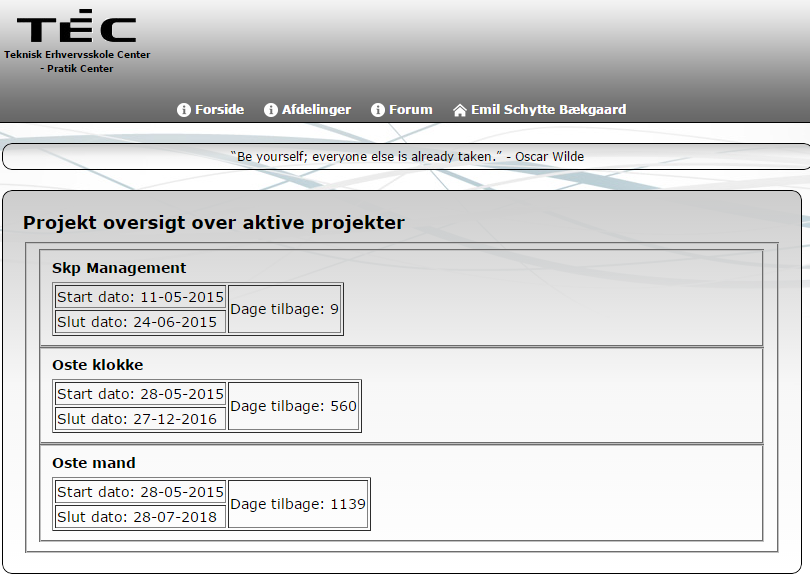 TEC
Teknisk Erhvervsskole Center
- Pratik Center
Forside Afdelinger Forum Emil Schytte Bækgaard
“Be yourself; everyone else is already taken.” - Oscar Wilde
Projekt oversigt over aktive projekter
Skp Management
Start dato: 11-05-2015
Dage tilbage: 9
Slut dato: 24-06-2015
Oste klokke
Start dato: 28-05-2015
Dage tilbage: 560
Slut dato: 27-12-2016
Oste mand
Start dato: 28-05-2015
Dage tilbage: 1139
Slut dato: 28-07-2018